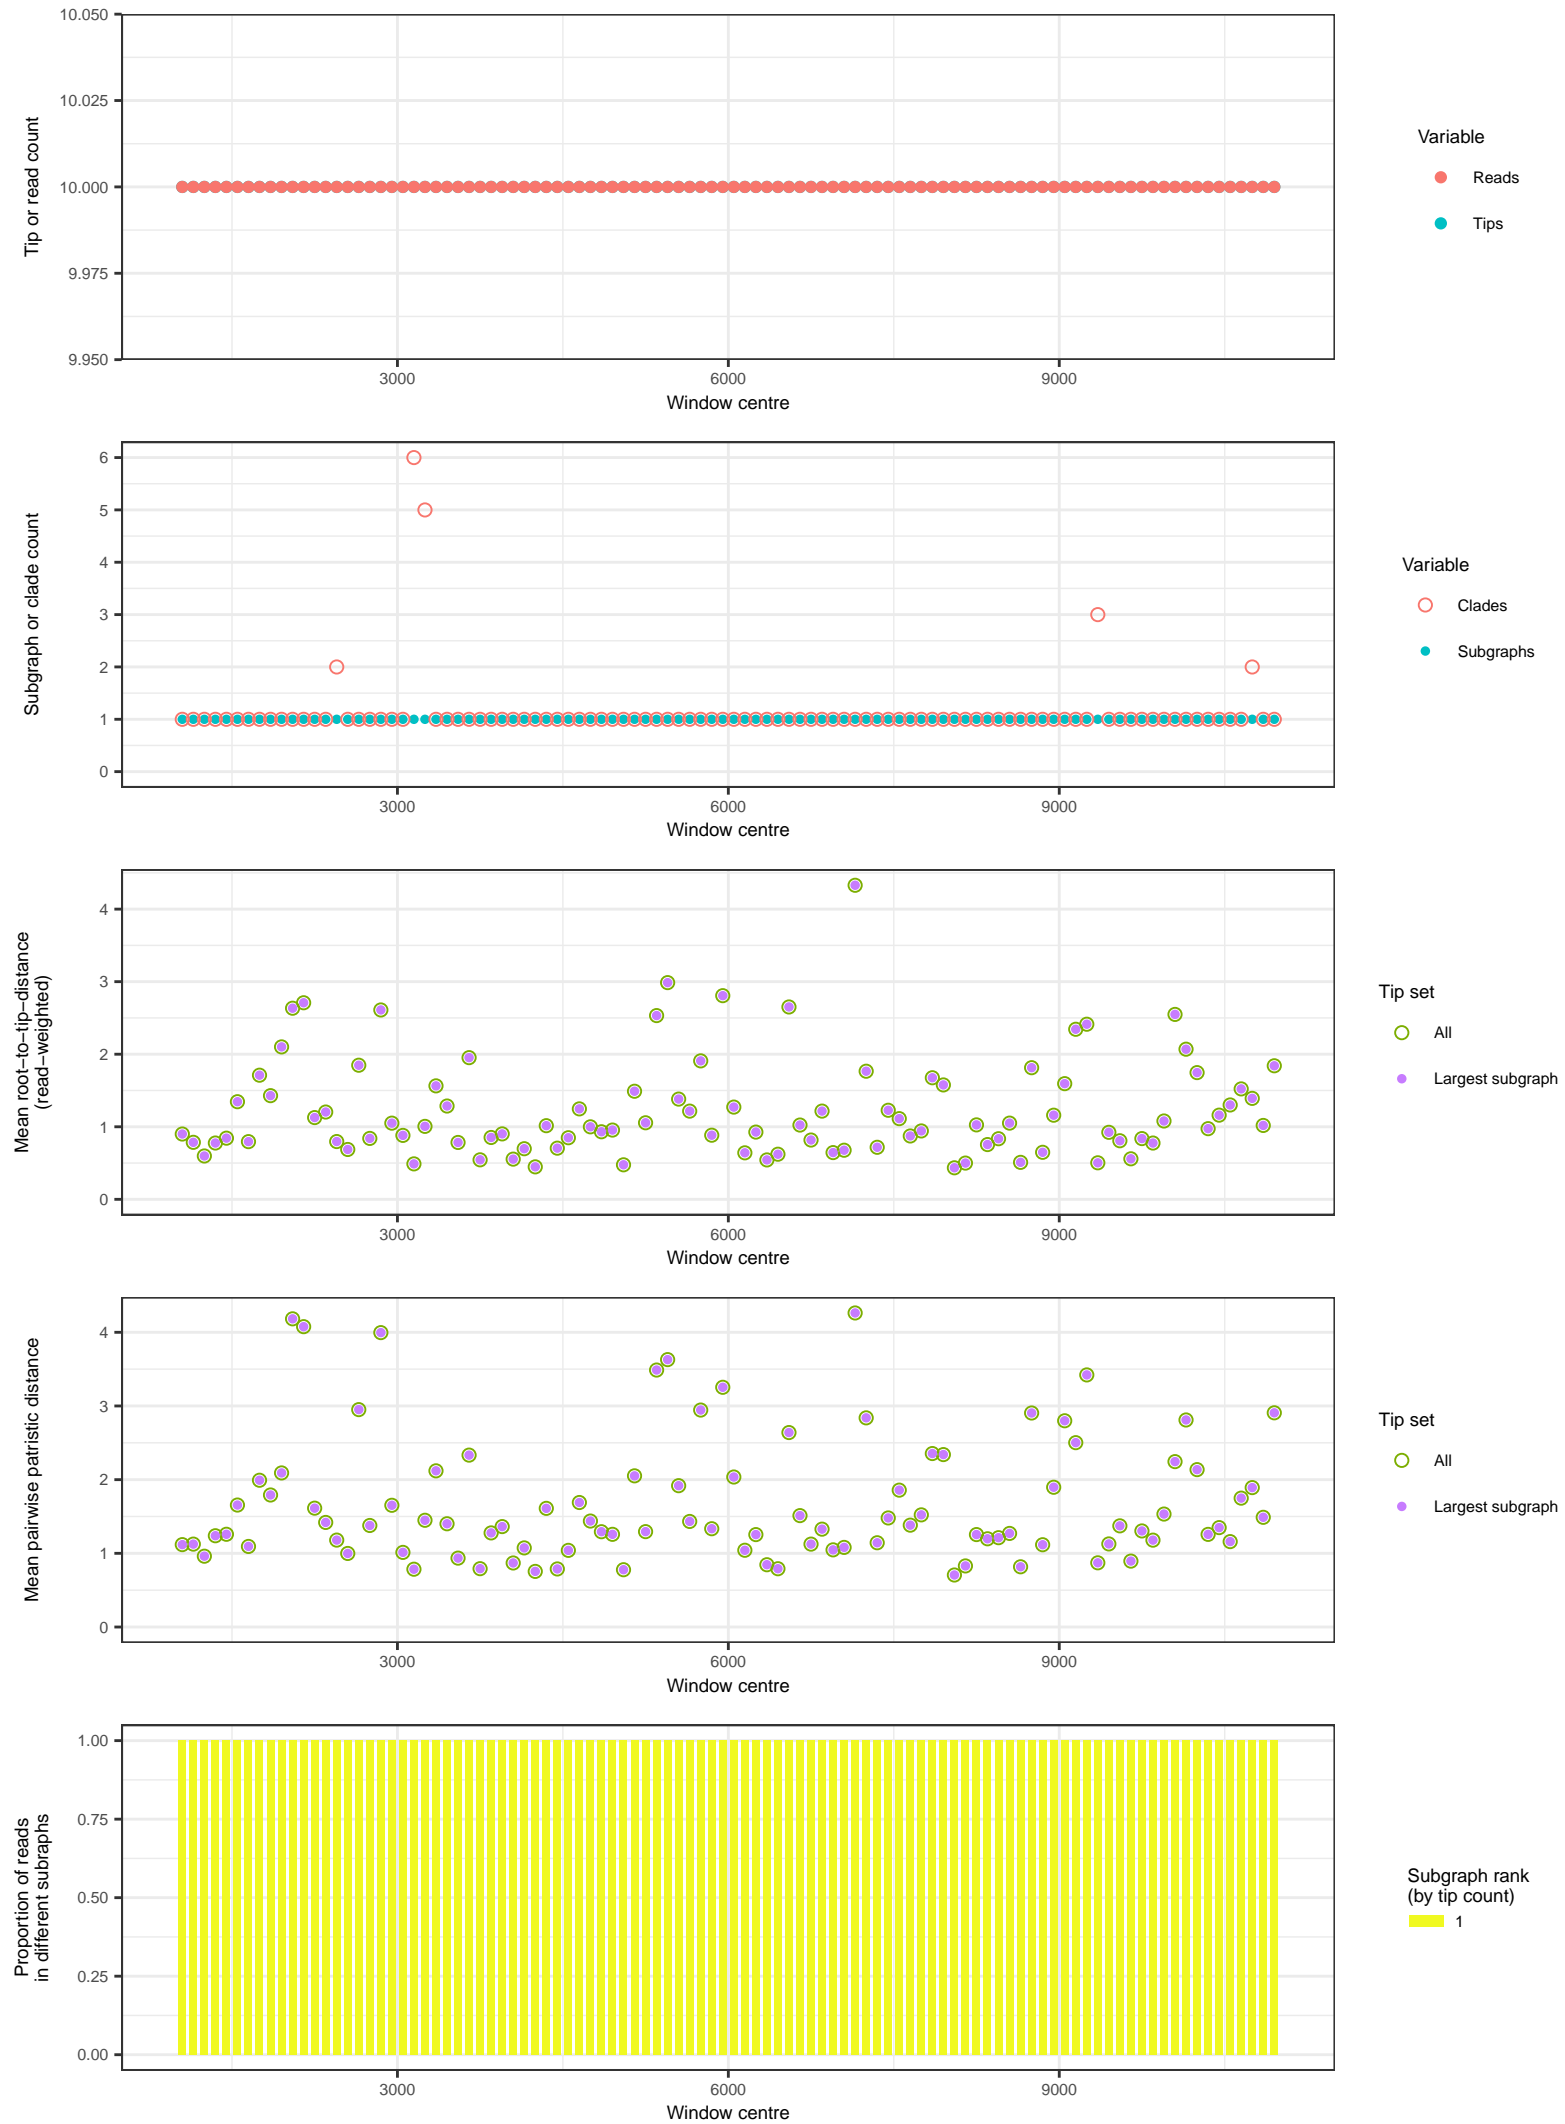 10.050
10.025
10.000
9.975
9.950
Tip or read count
3000 6000 9000
Window centre
Variable
Reads
Tips
6
5
4
3
2
1
0
Subgraph or clade count
3000 6000 9000
Window centre
Variable
Clades
Subgraphs
4
3
2
1
0
Mean root−to−tip−distance
(read−weighted)
3000 6000 9000
Window centre
Tip set
All
Largest subgraph
4
3
2
1
0
Mean pairwise patristic distance
3000 6000 9000
Window centre
Tip set
All
Largest subgraph
1.00
0.75
0.50
0.25
0.00
Proportion of reads
in different subraphs
3000 6000 9000
Window centre
Subgraph rank
(by tip count)
1